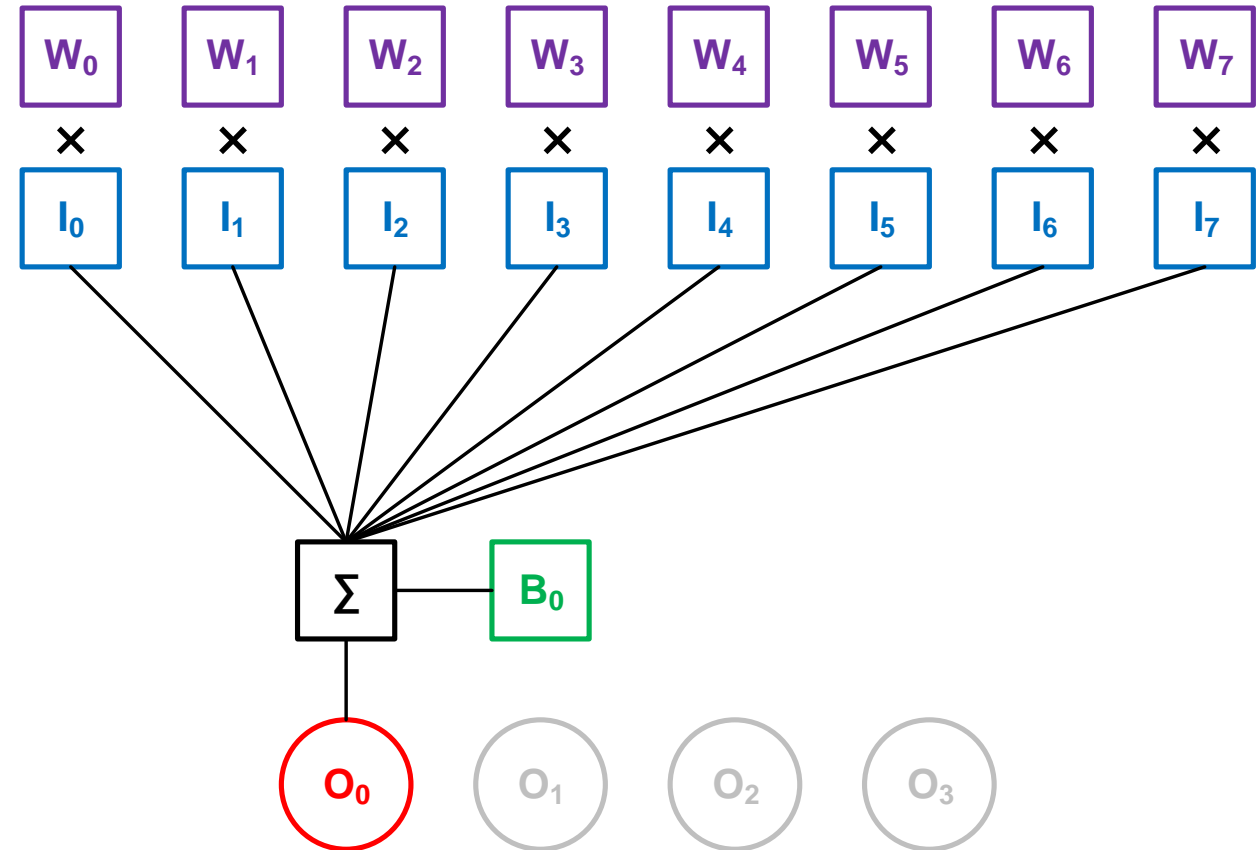 W₀ W₁ W₂ W₃ W₄ W₅ W₆ W₇
× × × × × × × ×
I₀ I₁ I₂ I₃ I₄ I₅ I₆ I₇
Σ B₀
O₀ O₁ O₂ O₃